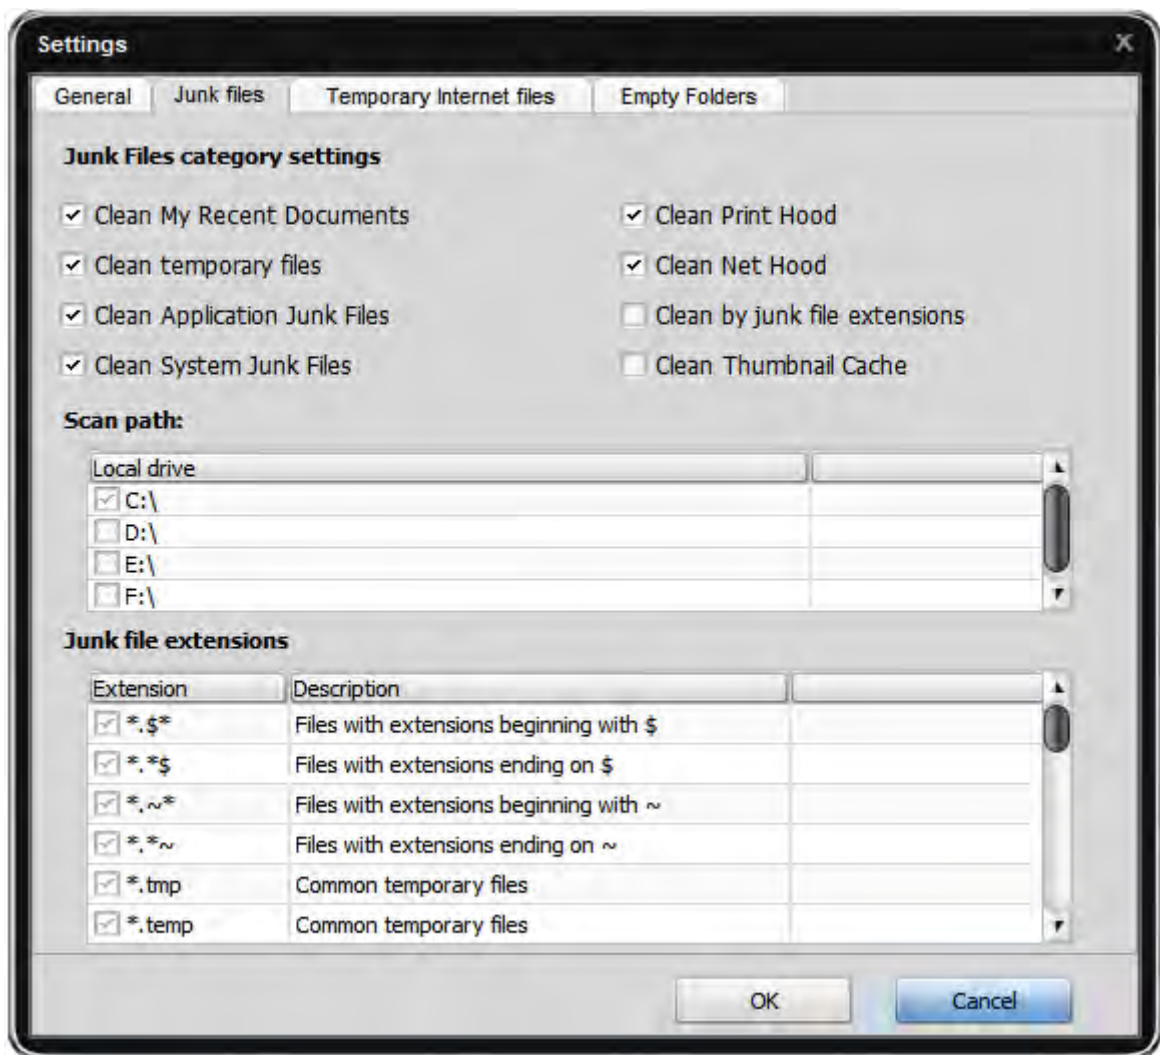 Settings X
General Junk files Temporary Internet files Empty Folders
Junk Files category settings
Clean My Recent Documents Clean Print Hood
Clean temporary files Clean Net Hood
Clean Application Junk Files Clean by junk file extensions
Clean System Junk Files Clean Thumbnail Cache
Scan path:
Local drive
C:\
D:\
E:\
F:\
Junk file extensions
Extension Description
*.$* Files with extensions beginning with $
*.*$ Files with extensions ending on $
*.~* Files with extensions beginning with ~
*.*~ Files with extensions ending on ~
*.tmp Common temporary files
*.temp Common temporary files
OK Cancel